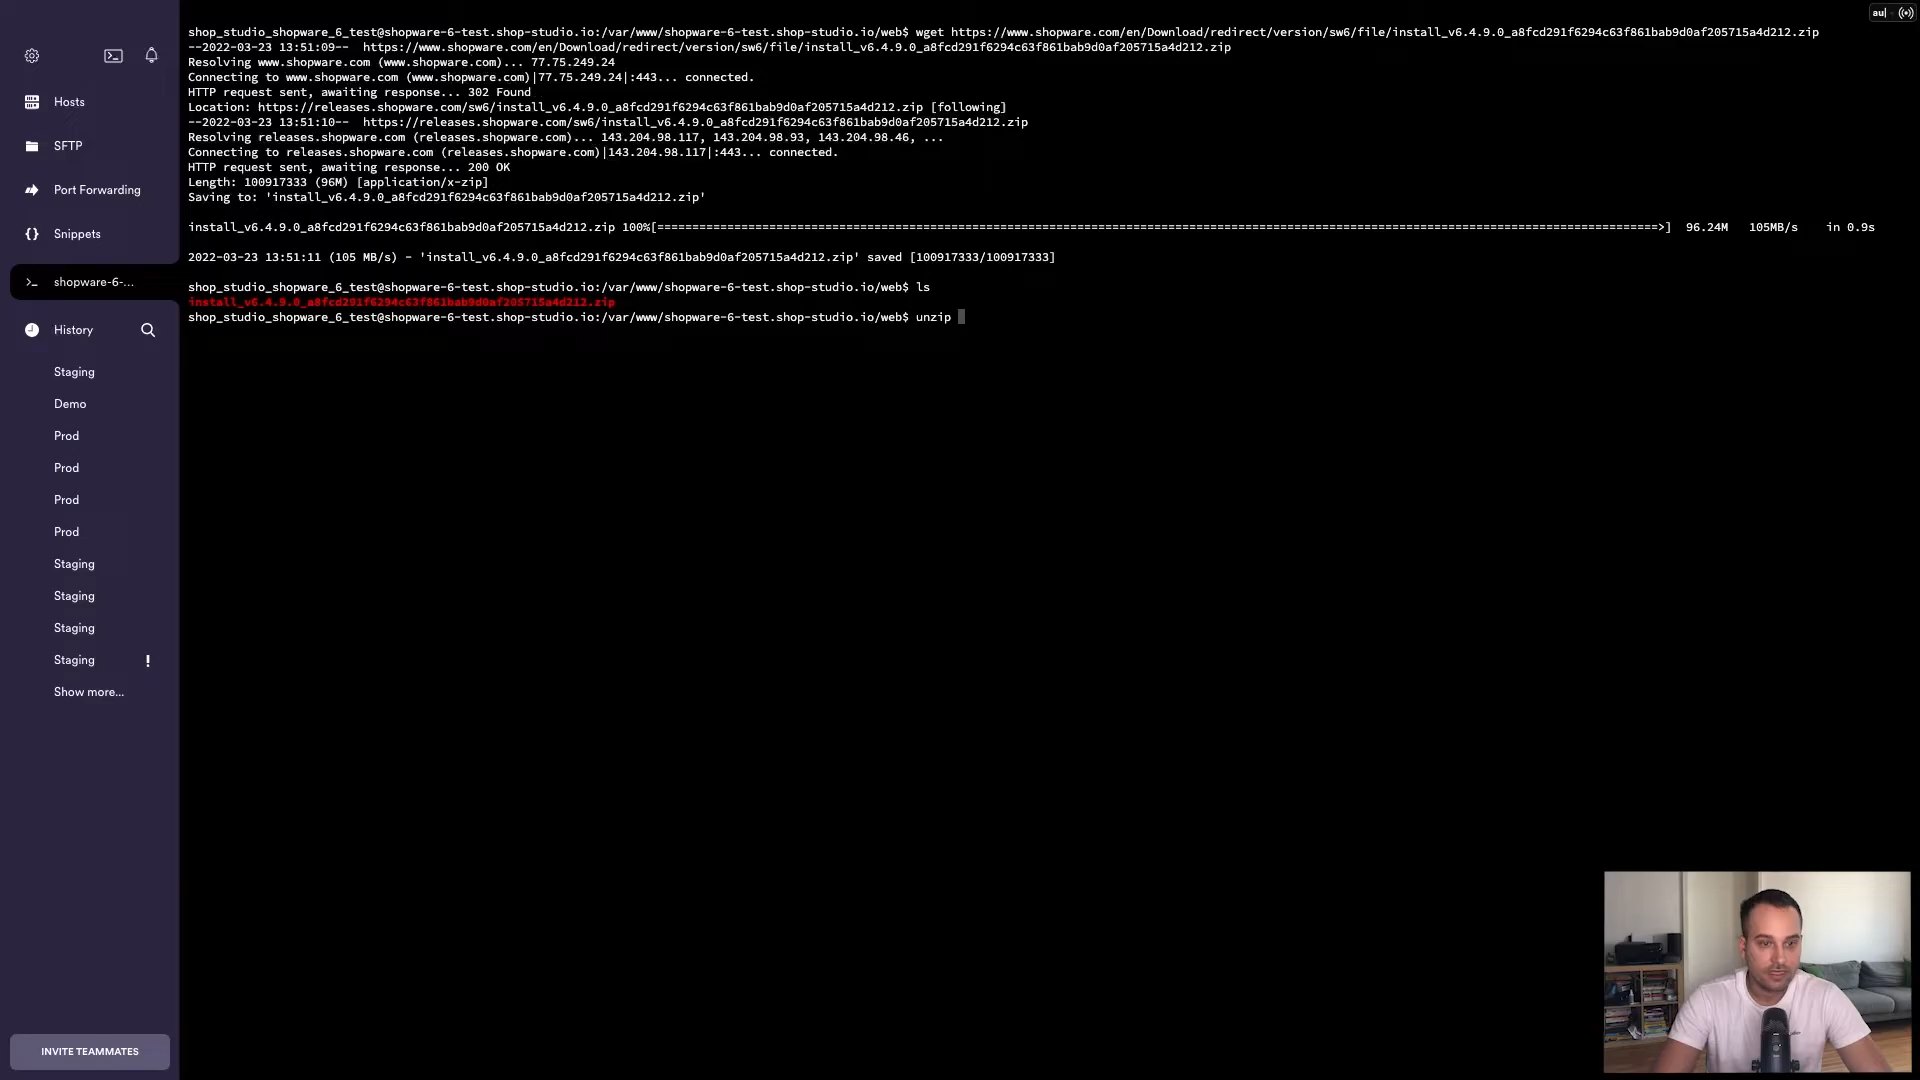 au|
shop_studio_shopware_6_test@shopware-6-test.shop-studio.io:/var/www/shopware-6-test.shop-studio.io/web$ wget https://www.shopware.com/en/Download/redirect/version/sw6/file/install_v6.4.9.0_a8fcd291f6294c63f861bab9d0af205715a4d212.zip
--2022-03-23 13:51:09--  https://www.shopware.com/en/Download/redirect/version/sw6/file/install_v6.4.9.0_a8fcd291f6294c63f861bab9d0af205715a4d212.zip
Resolving www.shopware.com (www.shopware.com)... 77.75.249.24
Connecting to www.shopware.com (www.shopware.com)|77.75.249.24|:443... connected.
HTTP request sent, awaiting response... 302 Found
Location: https://releases.shopware.com/sw6/install_v6.4.9.0_a8fcd291f6294c63f861bab9d0af205715a4d212.zip [following]
--2022-03-23 13:51:10--  https://releases.shopware.com/sw6/install_v6.4.9.0_a8fcd291f6294c63f861bab9d0af205715a4d212.zip
Resolving releases.shopware.com (releases.shopware.com)... 143.204.98.117, 143.204.98.93, 143.204.98.46, ...
Connecting to releases.shopware.com (releases.shopware.com)|143.204.98.117|:443... connected.
HTTP request sent, awaiting response... 200 OK
Length: 100917333 (96M) [application/x-zip]
Saving to: 'install_v6.4.9.0_a8fcd291f6294c63f861bab9d0af205715a4d212.zip'
install_v6.4.9.0_a8fcd291f6294c63f861bab9d0af205715a4d212.zip 100%[===============================================================================================================================================>]  96.24M   105MB/s    in 0.9s
2022-03-23 13:51:11 (105 MB/s) - 'install_v6.4.9.0_a8fcd291f6294c63f861bab9d0af205715a4d212.zip' saved [100917333/100917333]
shop_studio_shopware_6_test@shopware-6-test.shop-studio.io:/var/www/shopware-6-test.shop-studio.io/web$ ls
install_v6.4.9.0_a8fcd291f6294c63f861bab9d0af205715a4d212.zip
shop_studio_shopware_6_test@shopware-6-test.shop-studio.io:/var/www/shopware-6-test.shop-studio.io/web$ unzip
Hosts
SFTP
Port Forwarding
Snippets
shopware-6-...
History
Staging
Demo
Prod
Prod
Prod
Prod
Staging
Staging
Staging
Staging !
Show more...
INVITE TEAMMATES